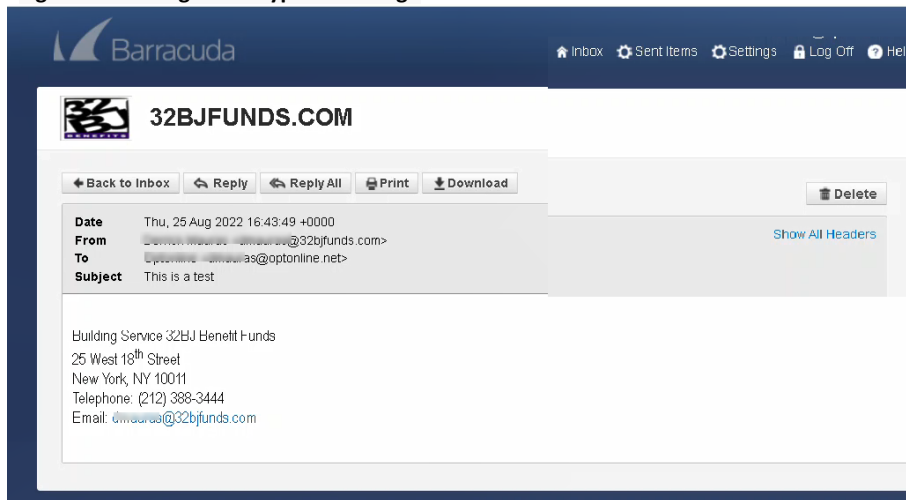 Barracuda
Inbox Sent Items Settings Log Off Hel
32BJ
BENEFITS
32BJFUNDS.COM
Back to Inbox Reply Reply All Print Download
Delete
Date Thu, 25 Aug 2022 16:43:49 +0000
Show All Headers
From @32bjfunds.com>
To as@optonline.net>
Subject This is a test
Building Service 32BJ Benefit Funds
25 West 18th Street
New York, NY 10011
Telephone: (212) 388-3444
Email: @32bjfunds.com